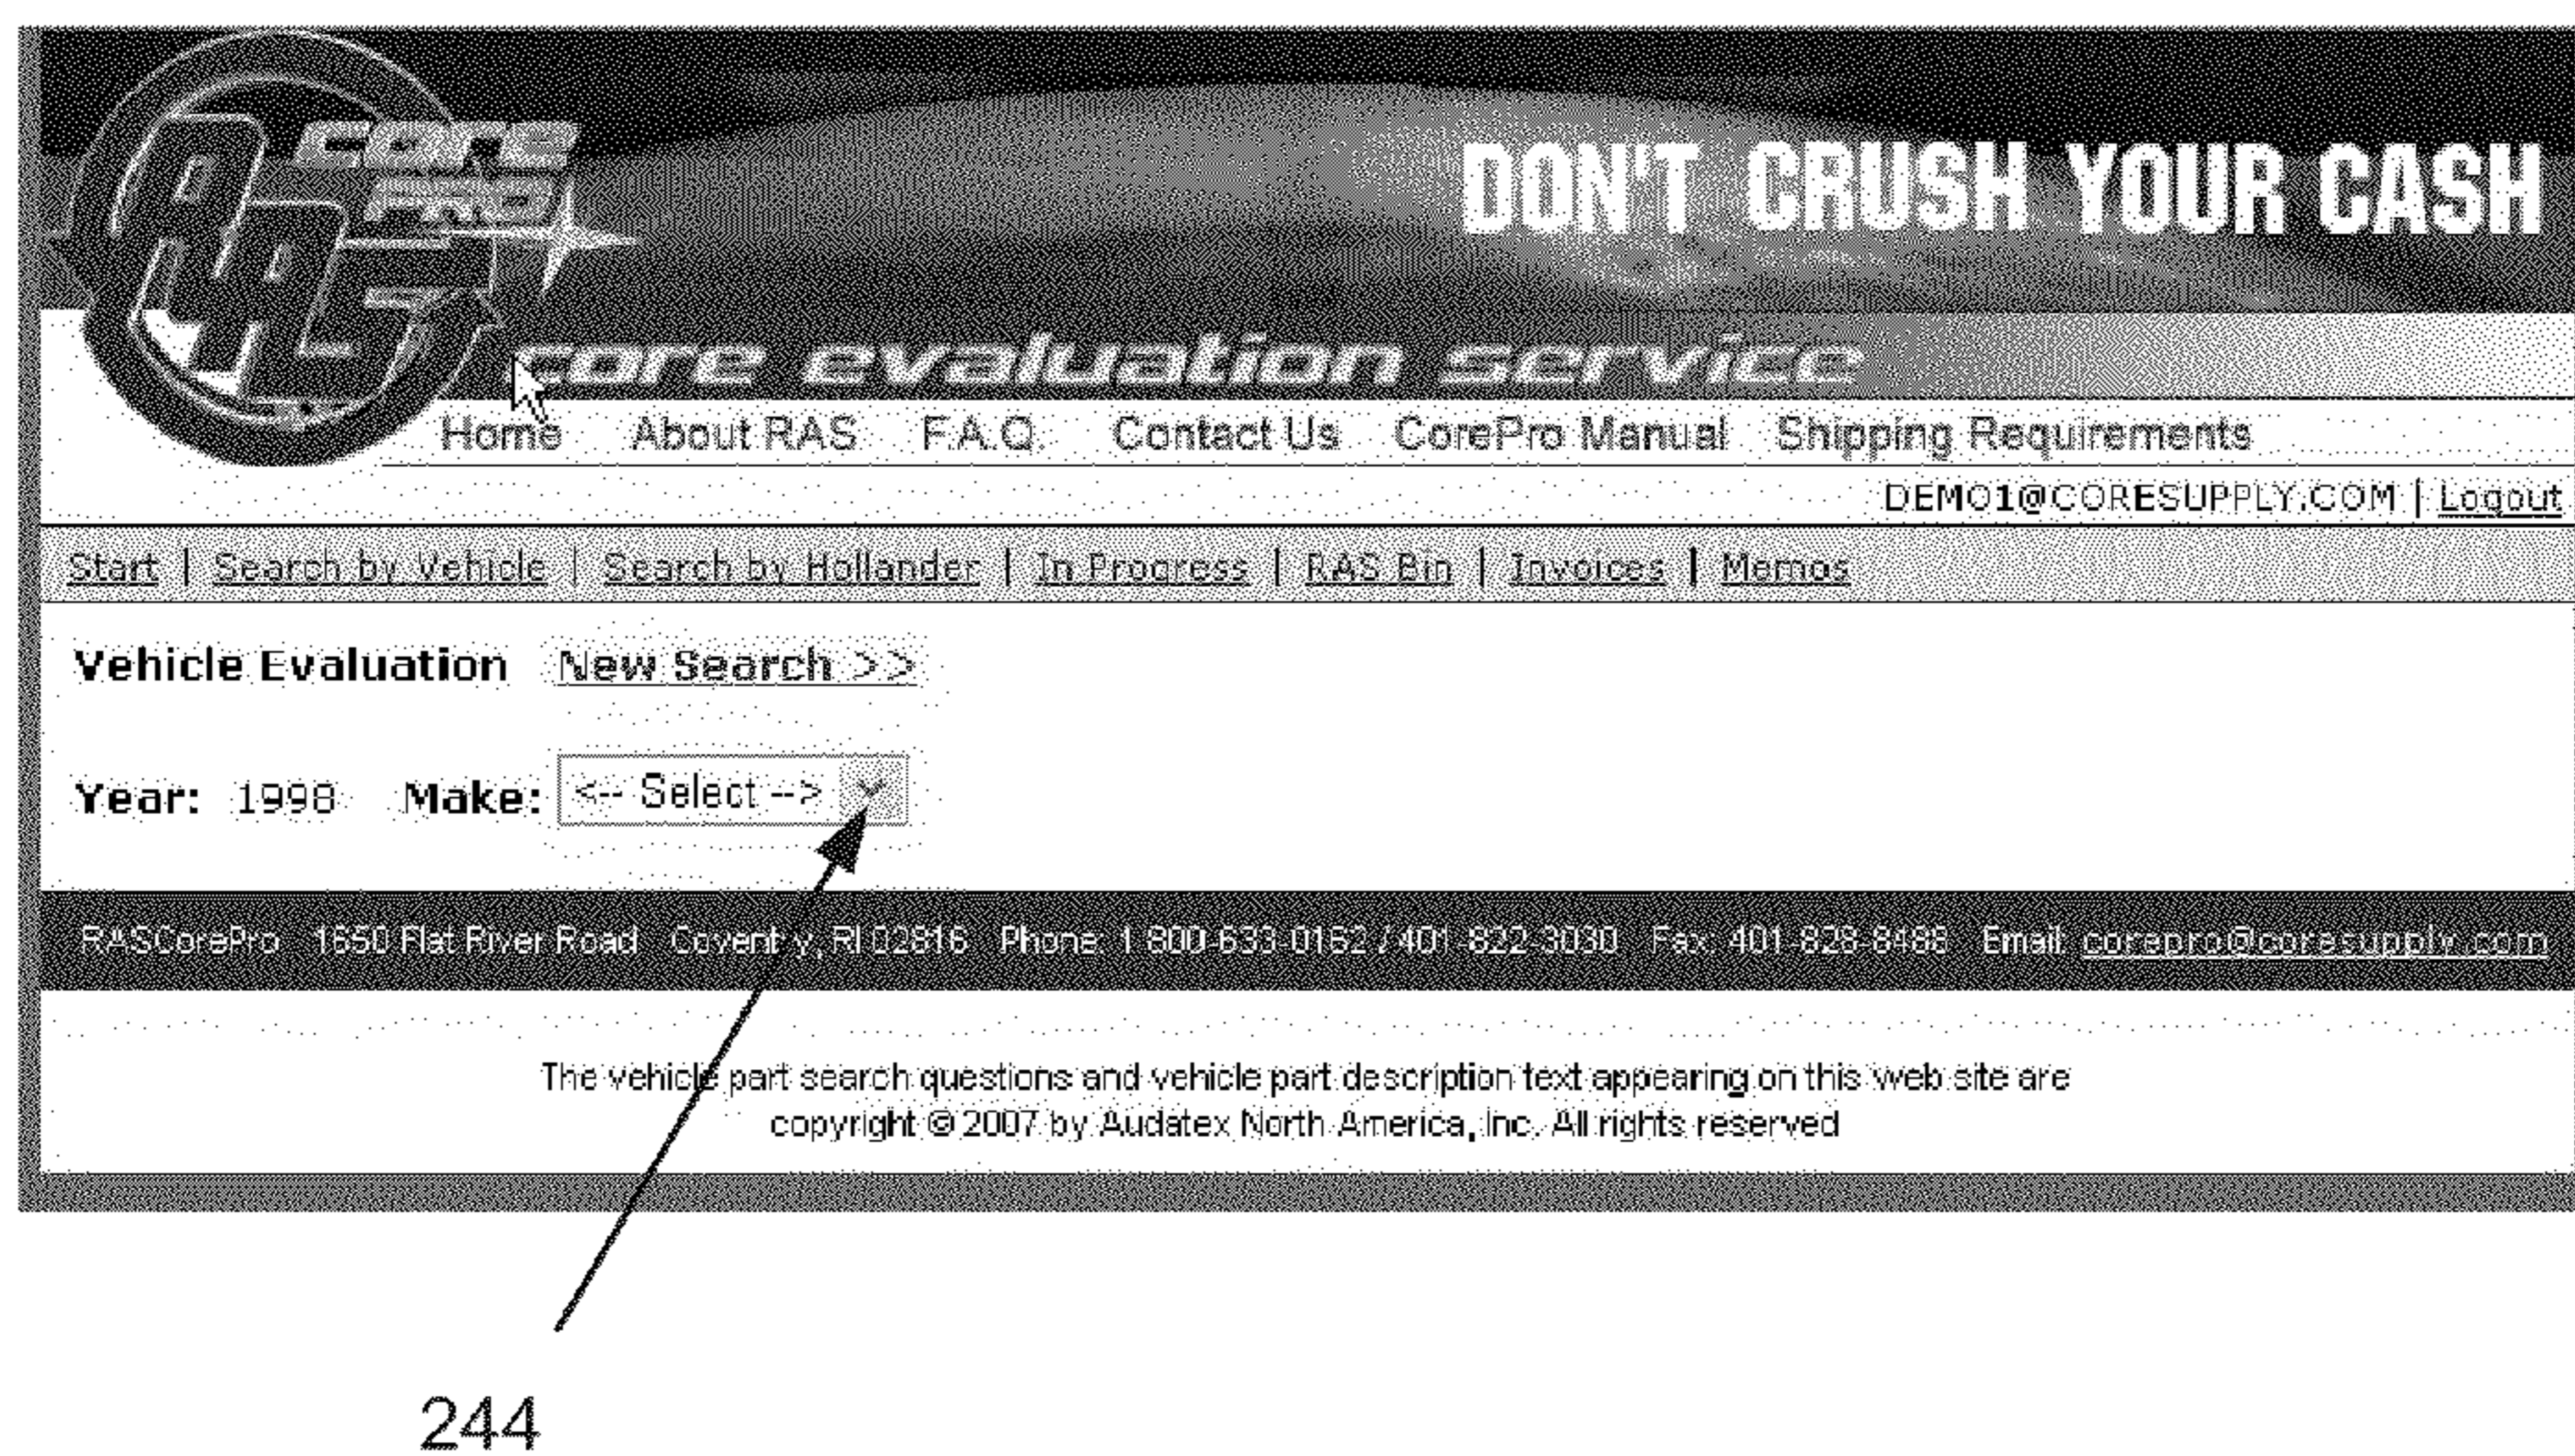 CORE
PRO
RAS
DON'T CRUSH YOUR CASH
core evaluation service
Home About RAS F.A.Q. Contact Us CorePro Manual Shipping Requirements
DEMO1@CORESUPPLY.COM | Logout
Start | Search by Vehicle | Search by Hollander | In Progress | RAS Bin | Invoices | Memos
Vehicle Evaluation New Search >>
Year: 1998 Make: <-- Select -->
RASCorePro 1650 Flat River Road Coventry, RI 02816 Phone: 1-800-633-0162 / 401-822-3030 Fax: 401-828-8488 Email: corepro@coresupply.com
The vehicle part search questions and vehicle part description text appearing on this web site are
copyright © 2007 by Audatex North America, Inc. All rights reserved
244